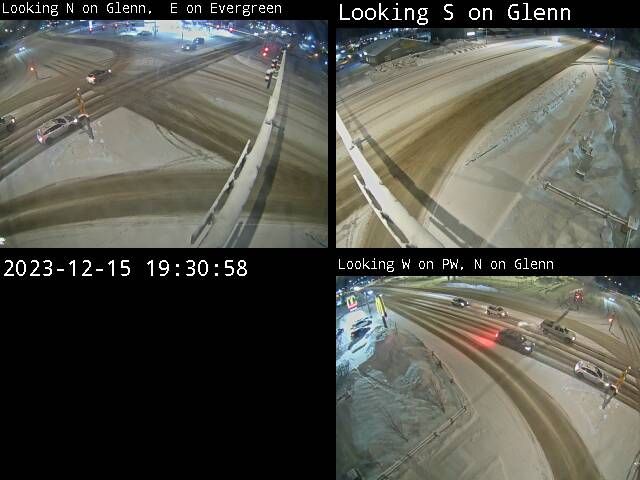 Looking N on Glenn, E on Evergreen
Looking S on Glenn
2023-12-15 19:30:58
Looking W on PW, N on Glenn